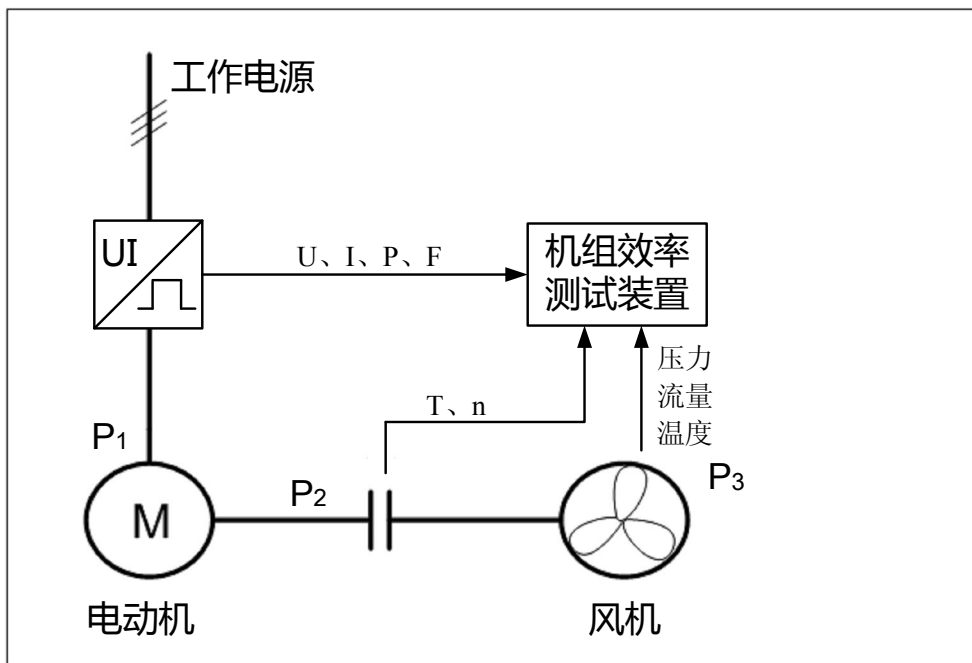 工作电源
UI
U、I、P、F
机组效率
测试装置
压力
流量
温度
T、n
P1
P2
P3
M
电动机
风机